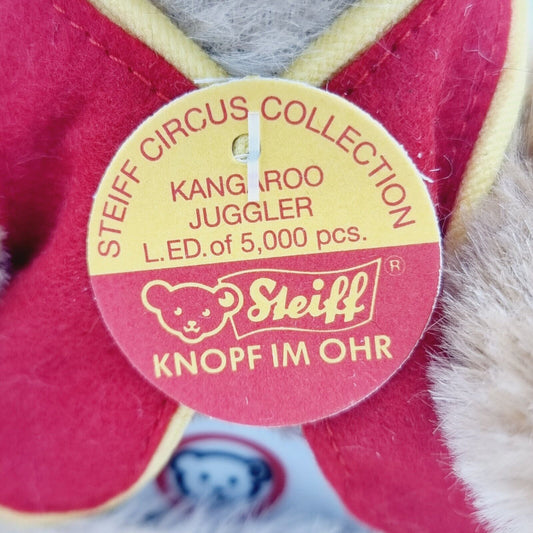 STEIFF CIRCUS COLLECTION
KANGAROO
JUGGLER
L.ED. of 5,000 pcs.
Steiff ®
KNOPF IM OHR